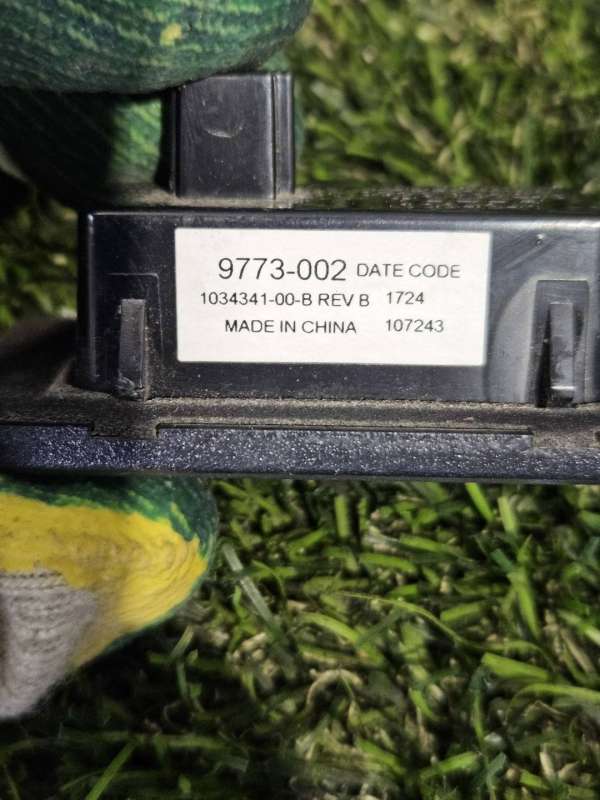 9773-002 DATE CODE
1034341-00-B REV B 1724
MADE IN CHINA 107243